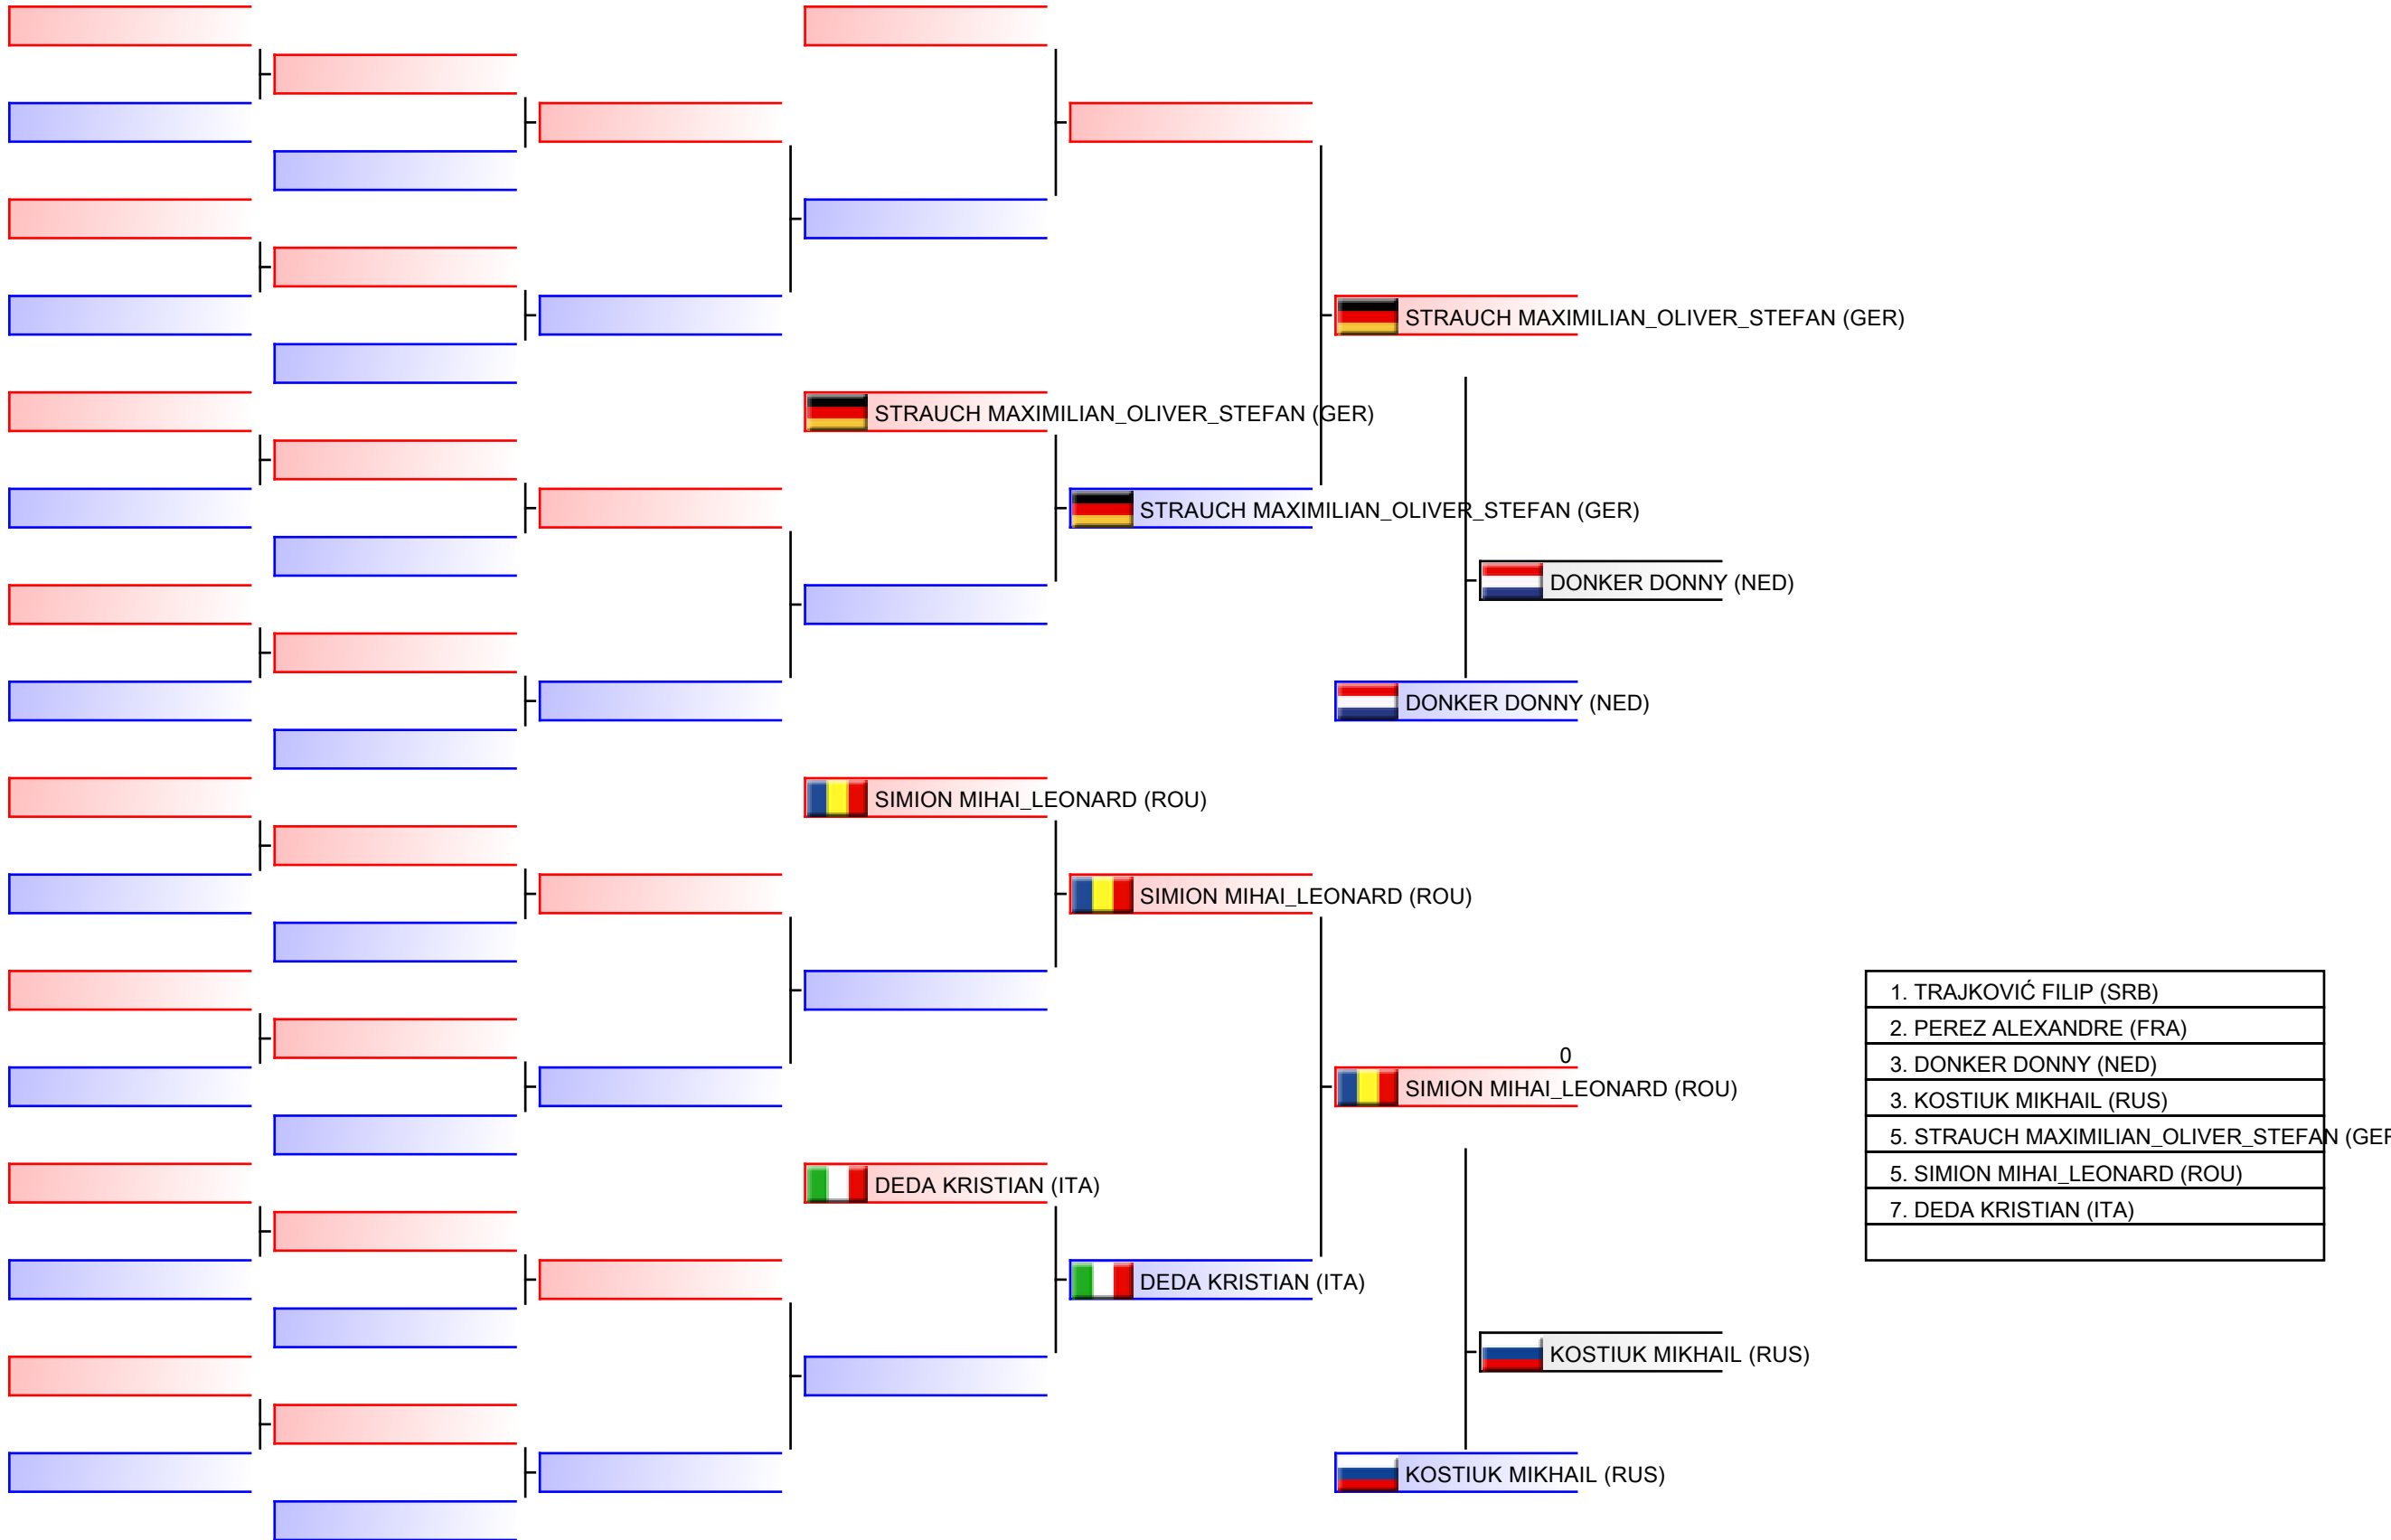 STRAUCH MAXIMILIAN_OLIVER_STEFAN (GER)
STRAUCH MAXIMILIAN_OLIVER_STEFAN (GER)
STRAUCH MAXIMILIAN_OLIVER_STEFAN (GER)
DONKER DONNY (NED)
DONKER DONNY (NED)
SIMION MIHAI_LEONARD (ROU)
SIMION MIHAI_LEONARD (ROU)
0
SIMION MIHAI_LEONARD (ROU)
DEDA KRISTIAN (ITA)
DEDA KRISTIAN (ITA)
KOSTIUK MIKHAIL (RUS)
KOSTIUK MIKHAIL (RUS)
1. TRAJKOVIĆ FILIP (SRB)
2. PEREZ ALEXANDRE (FRA)
3. DONKER DONNY (NED)
3. KOSTIUK MIKHAIL (RUS)
5. STRAUCH MAXIMILIAN_OLIVER_STEFAN (GER
5. SIMION MIHAI_LEONARD (ROU)
7. DEDA KRISTIAN (ITA)